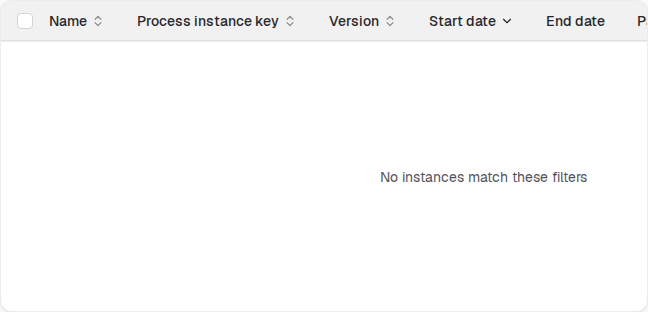 Name Process instance key Version Start date End date
No instances match these filters